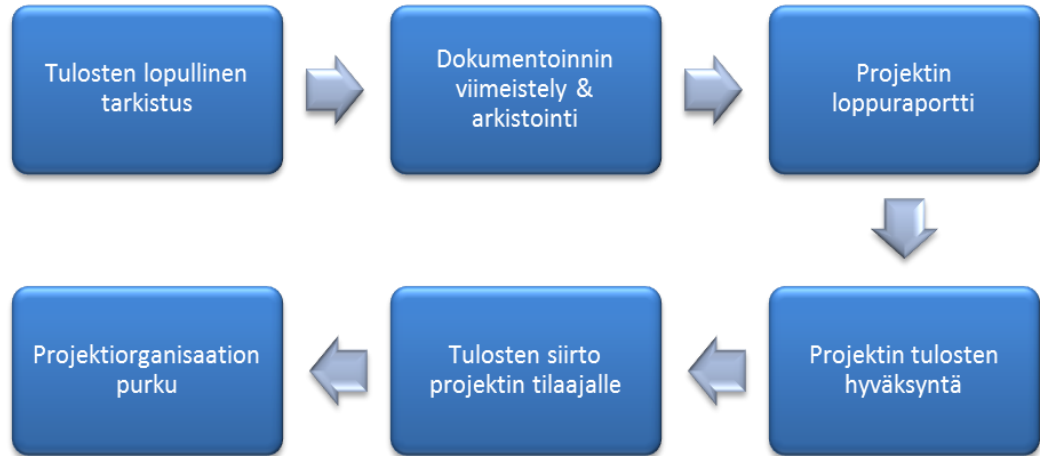 Tulosten lopullinen
tarkistus
Dokumentoinnin
viimeistely &
arkistointi
Projektin
loppuraportti
Projektin tulosten
hyväksyntä
Tulosten siirto
projektin tilaajalle
Projektiorganisaation
purku